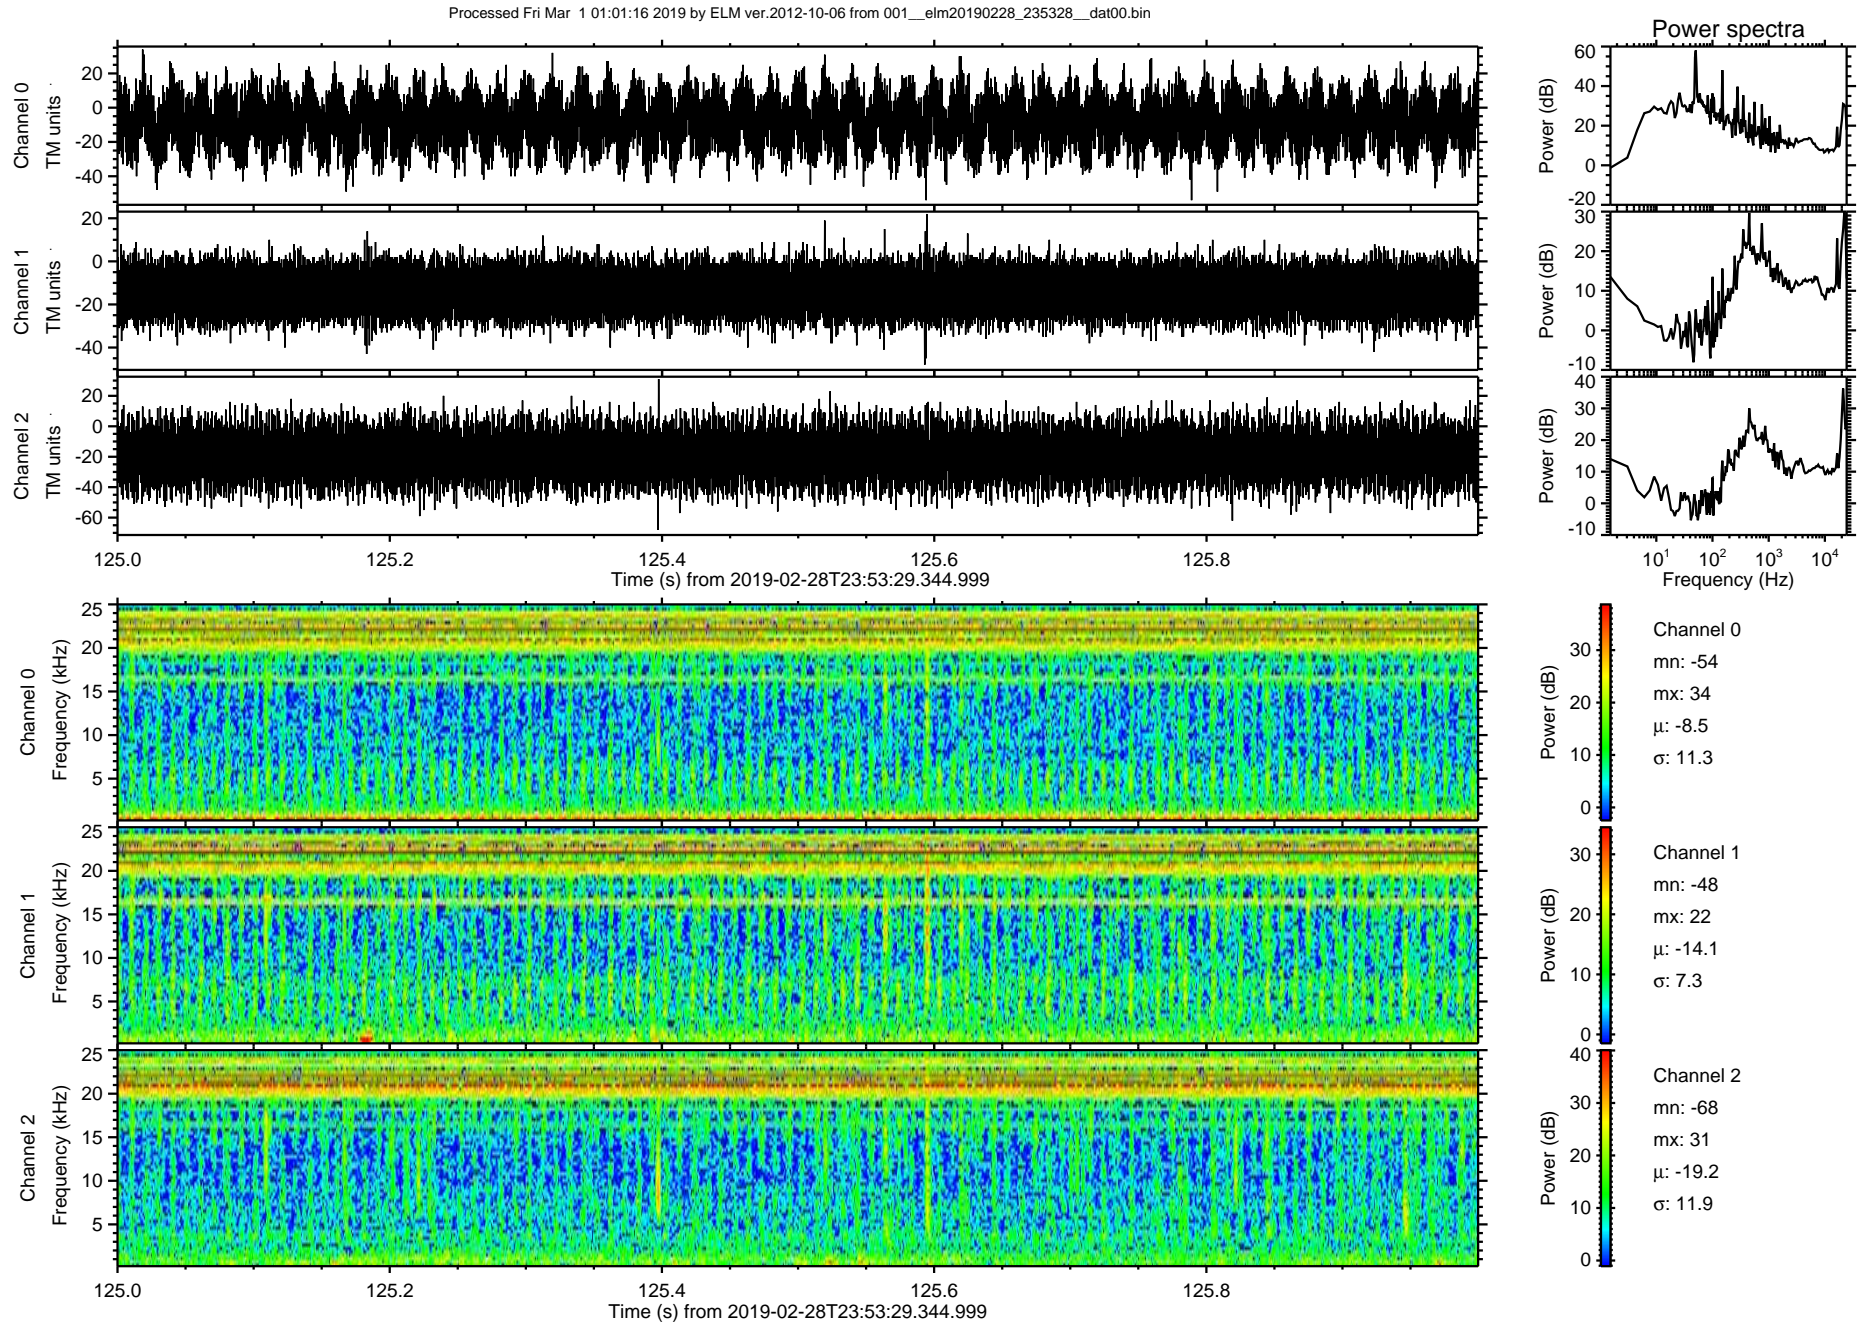 Processed Fri Mar  1 01:01:16 2019 by ELM ver.2012-10-06 from 001__elm20190228_235328__dat00.bin
Power spectra
Channel 0
TM units
20
0
-20
-40
Power (dB)
60
40
20
0
-20
Channel 1
TM units
20
0
-20
-40
Power (dB)
30
20
10
0
-10
Channel 2
TM units
20
0
-20
-40
-60
Power (dB)
40
30
20
10
0
-10
125.0 125.2 125.4 125.6 125.8
Time (s) from 2019-02-28T23:53:29.344.999
10^1 10^2 10^3 10^4
Frequency (Hz)
Channel 0
Frequency (kHz)
25
20
15
10
5
Power (dB)
30
20
10
0
Channel 0
mn: -54
mx: 34
μ: -8.5
σ: 11.3
Channel 1
Frequency (kHz)
25
20
15
10
5
Power (dB)
30
20
10
0
Channel 1
mn: -48
mx: 22
μ: -14.1
σ: 7.3
Channel 2
Frequency (kHz)
25
20
15
10
5
Power (dB)
40
30
20
10
0
Channel 2
mn: -68
mx: 31
μ: -19.2
σ: 11.9
125.0 125.2 125.4 125.6 125.8
Time (s) from 2019-02-28T23:53:29.344.999